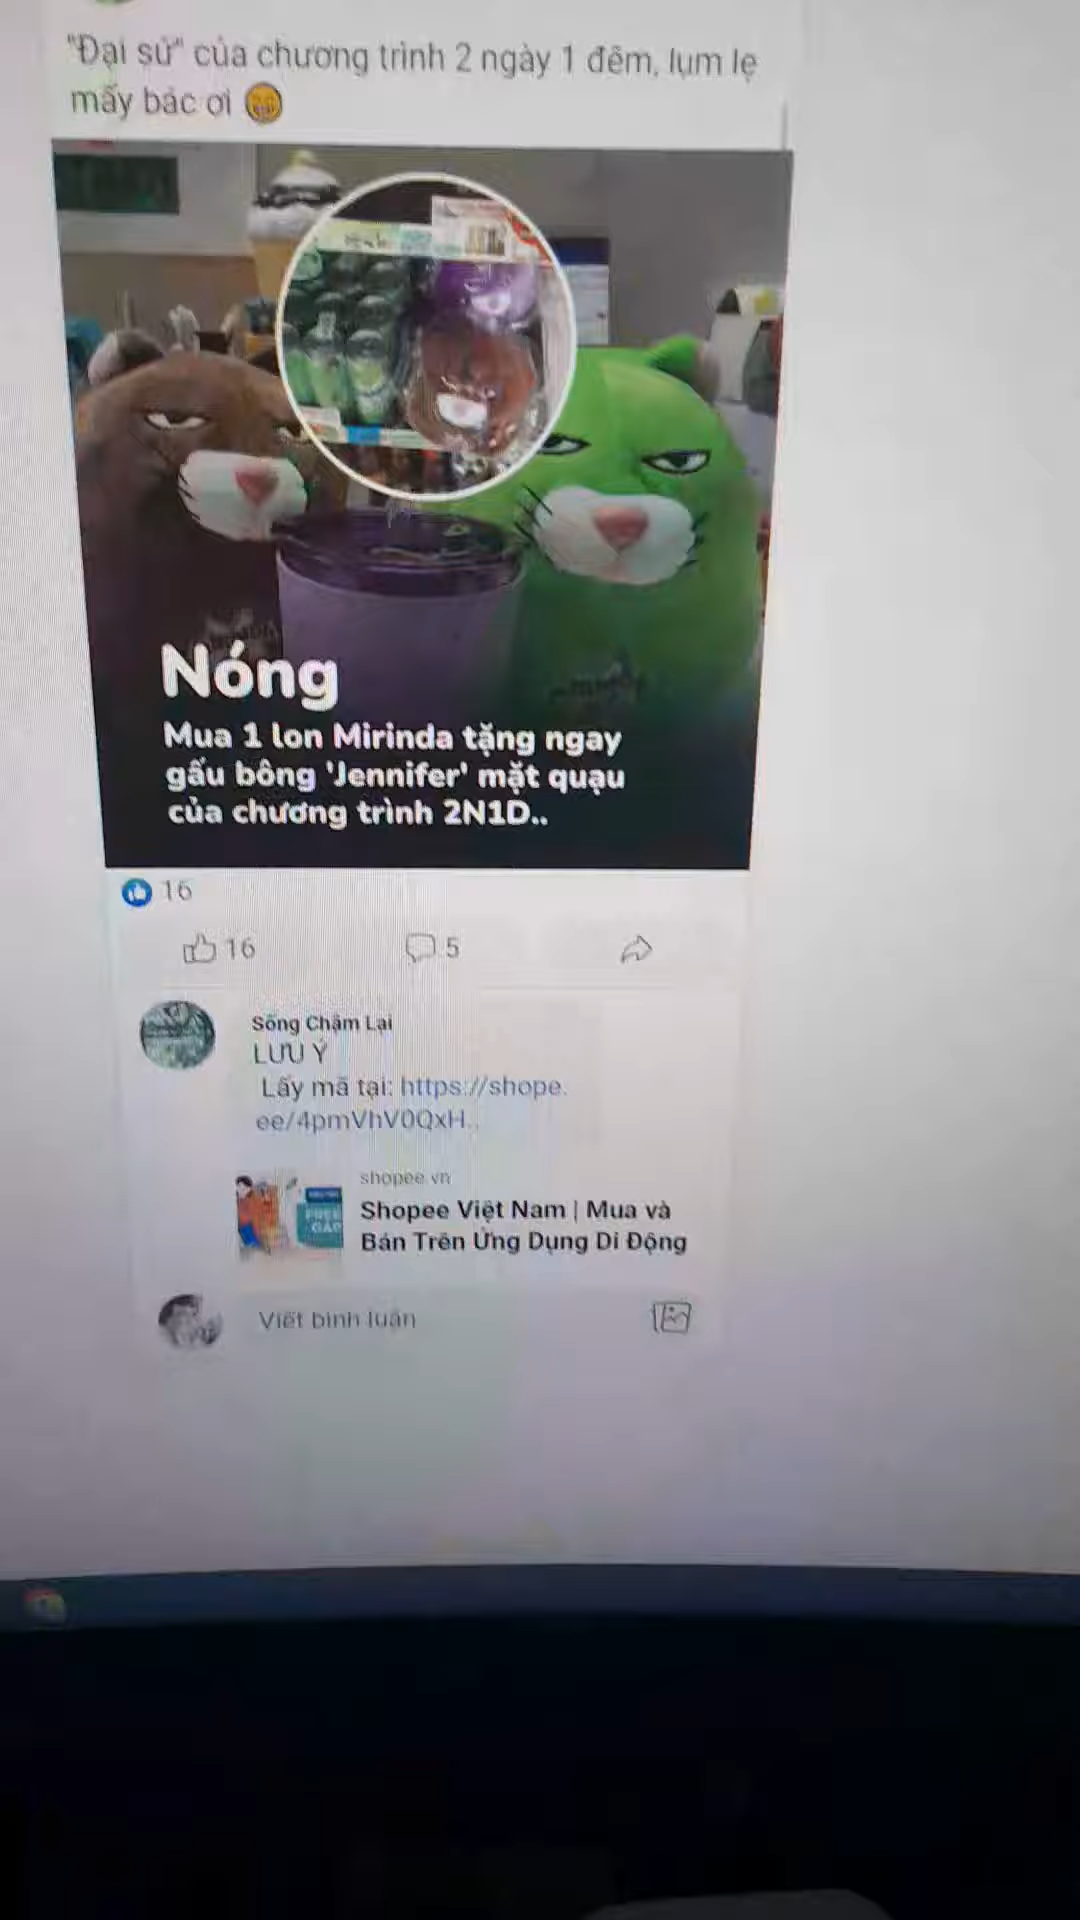 "Đại sứ" của chương trình 2 ngày 1 đêm, lụm lẹ
mấy bác ơi
Nóng
Mua 1 lon Mirinda tặng ngay
gấu bông 'Jennifer' mặt quạu
của chương trình 2N1D..
16
16
5
Sống Chậm Lại
LƯU Ý
Lấy mã tại: https://shope.
ee/4pmVhV0QxH..
shopee.vn
Shopee Việt Nam | Mua và
Bán Trên Ứng Dụng Di Động
Viết bình luận